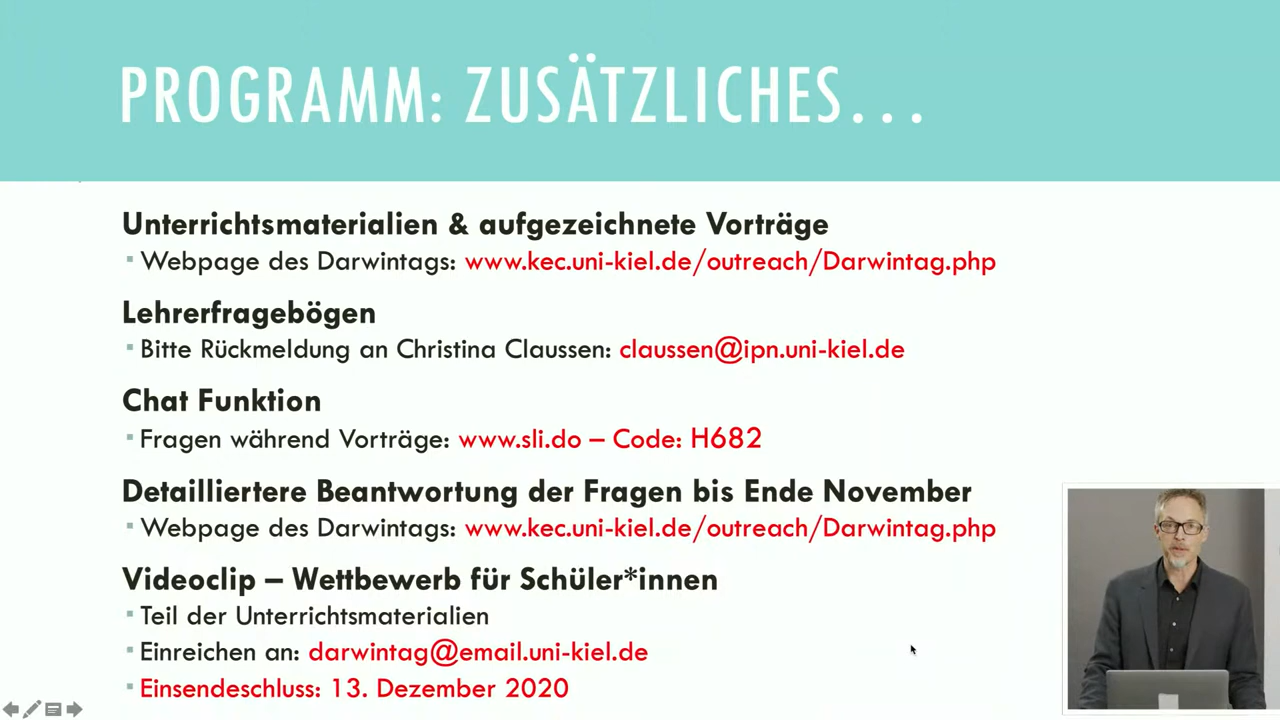 PROGRAMM: ZUSÄTZLICHES...
Unterrichtsmaterialien & aufgezeichnete Vorträge
▪ Webpage des Darwintags: www.kec.uni-kiel.de/outreach/Darwintag.php
Lehrerfragebögen
▪ Bitte Rückmeldung an Christina Claussen: claussen@ipn.uni-kiel.de
Chat Funktion
▪ Fragen während Vorträge: www.sli.do – Code: H682
Detailliertere Beantwortung der Fragen bis Ende November
▪ Webpage des Darwintags: www.kec.uni-kiel.de/outreach/Darwintag.php
Videoclip – Wettbewerb für Schüler*innen
▪ Teil der Unterrichtsmaterialien
▪ Einreichen an: darwintag@email.uni-kiel.de
▪ Einsendeschluss: 13. Dezember 2020